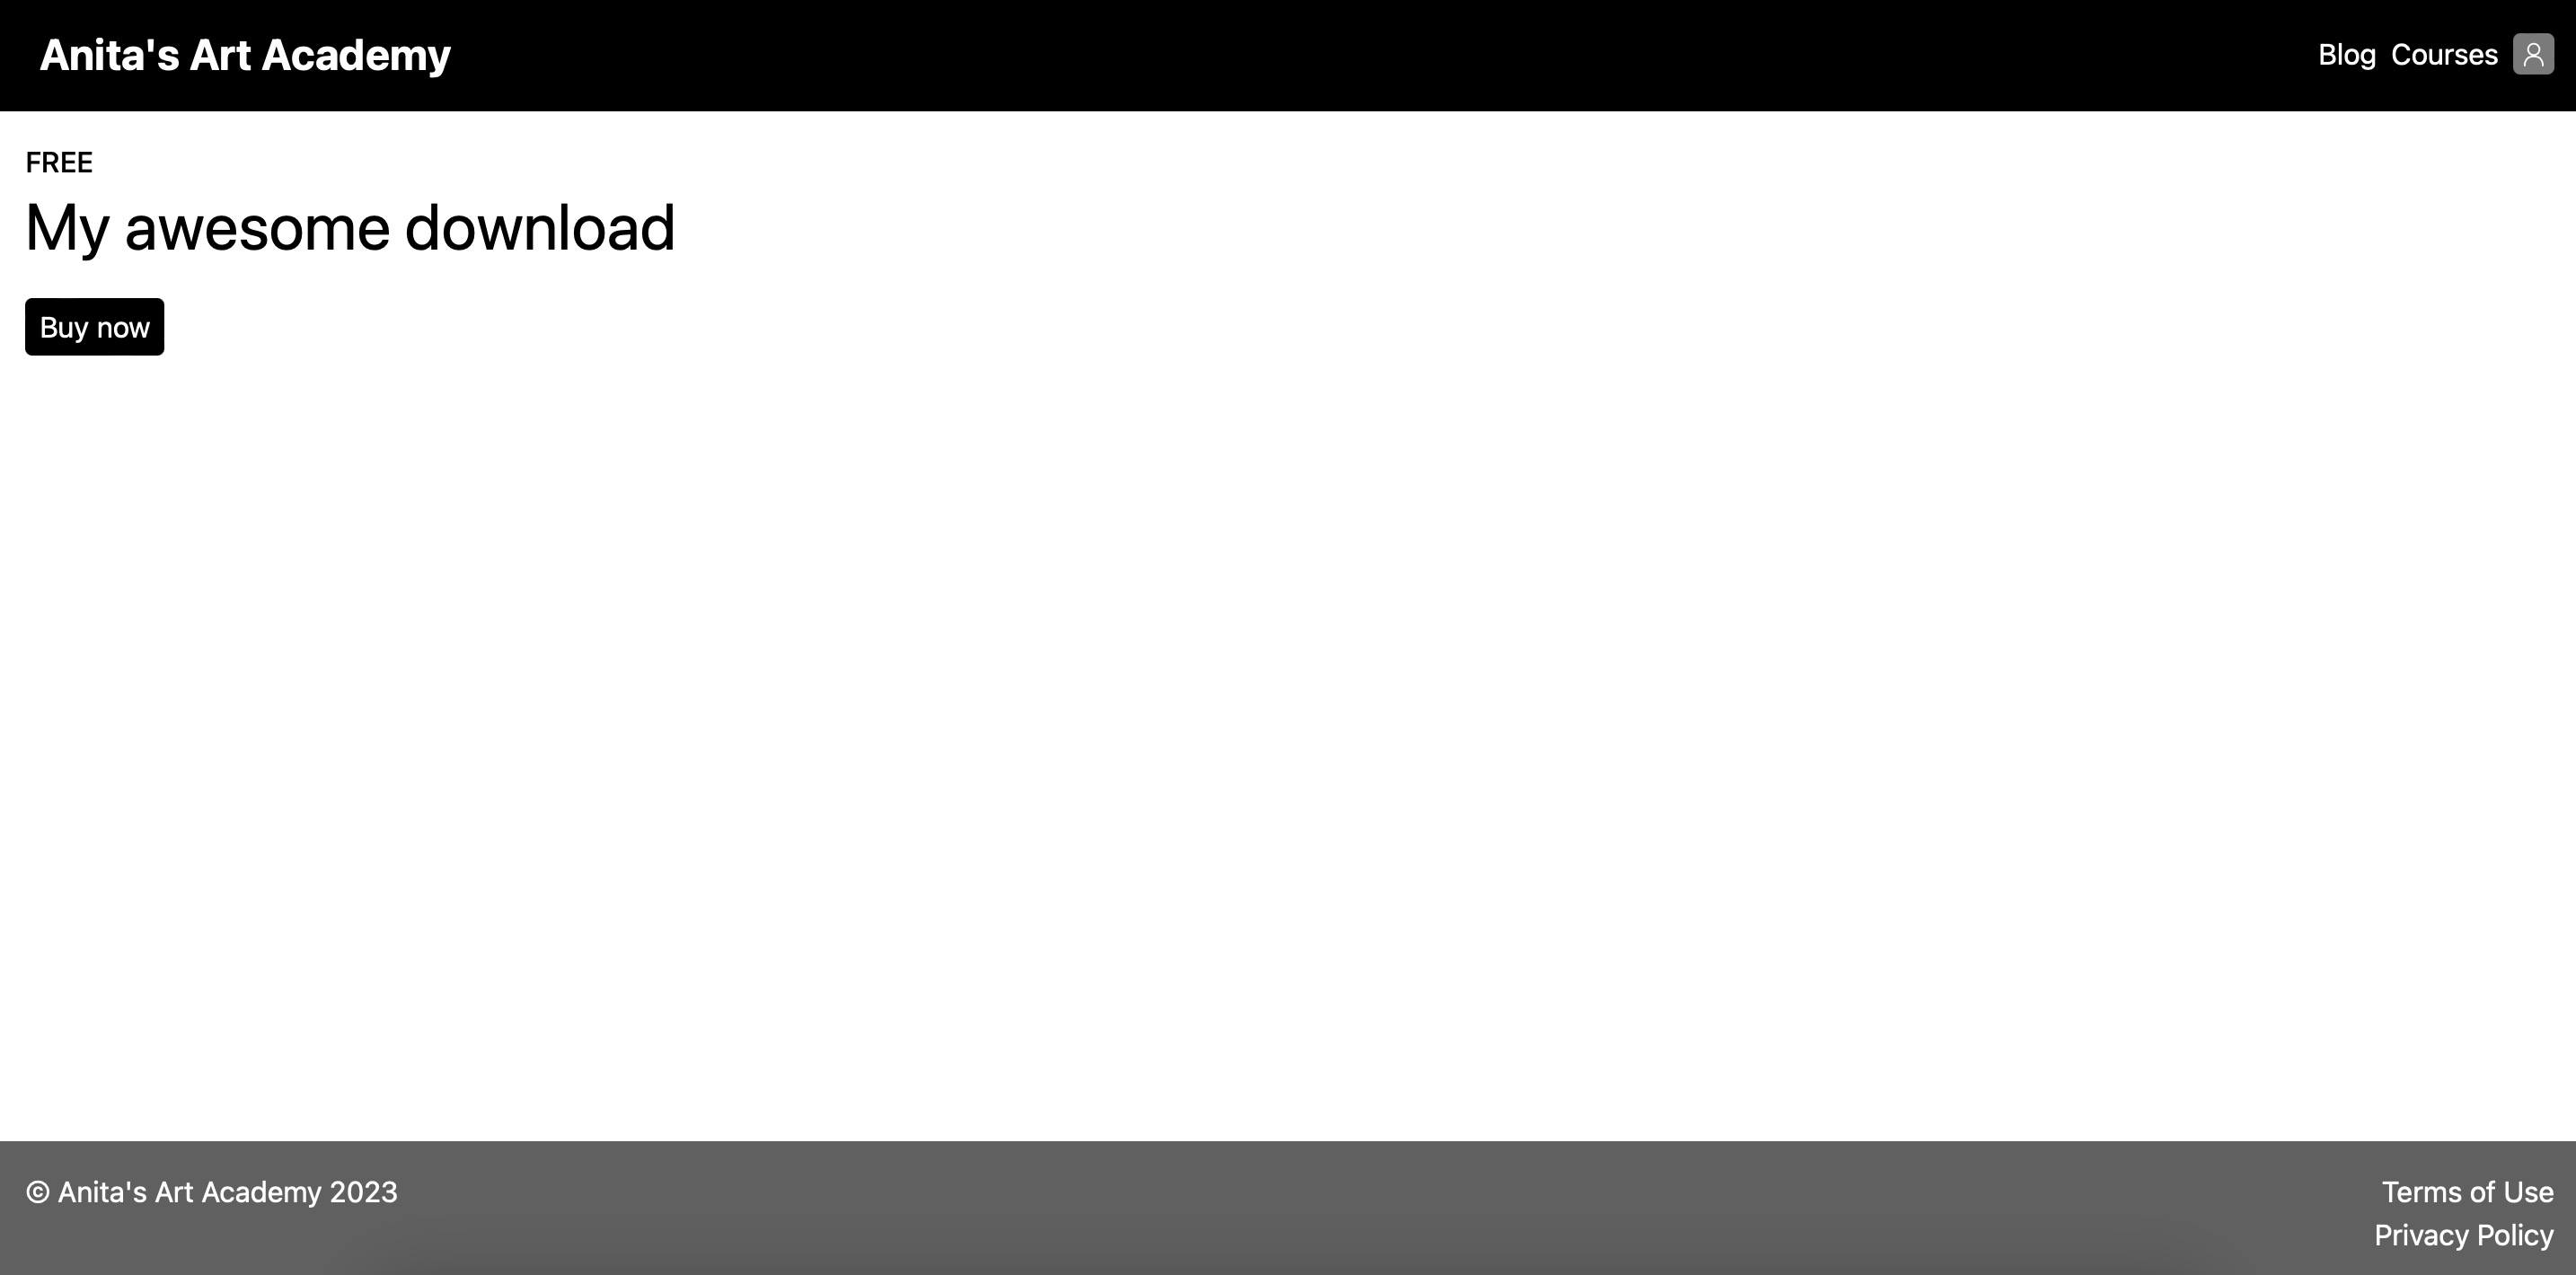 Anita's Art Academy
Blog Courses
FREE
My awesome download
Buy now
© Anita's Art Academy 2023
Terms of Use
Privacy Policy